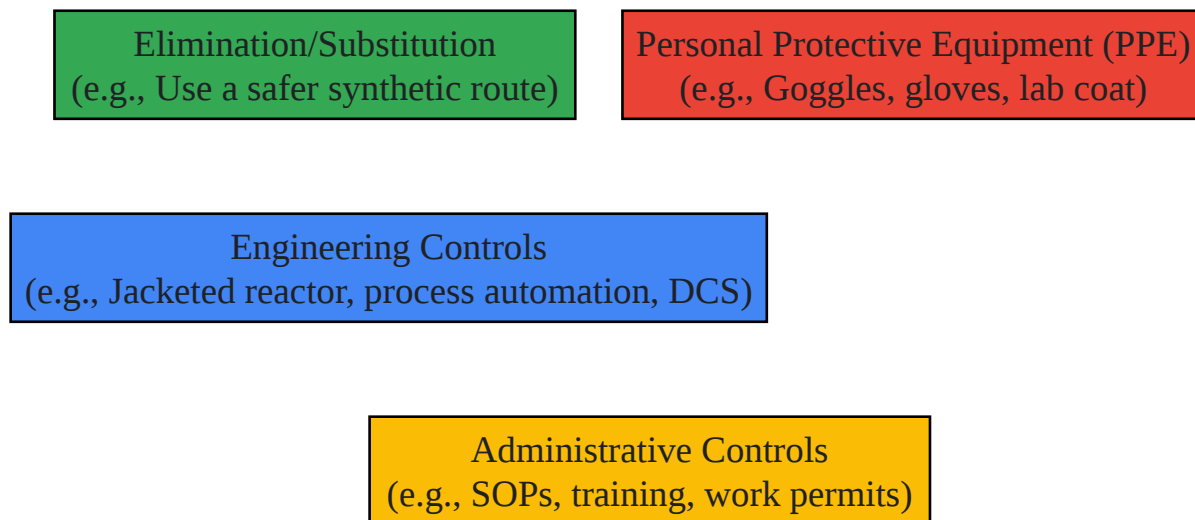 Elimination/Substitution
(e.g., Use a safer synthetic route)
Personal Protective Equipment (PPE)
(e.g., Goggles, gloves, lab coat)
Engineering Controls
(e.g., Jacketed reactor, process automation, DCS)
Administrative Controls
(e.g., SOPs, training, work permits)